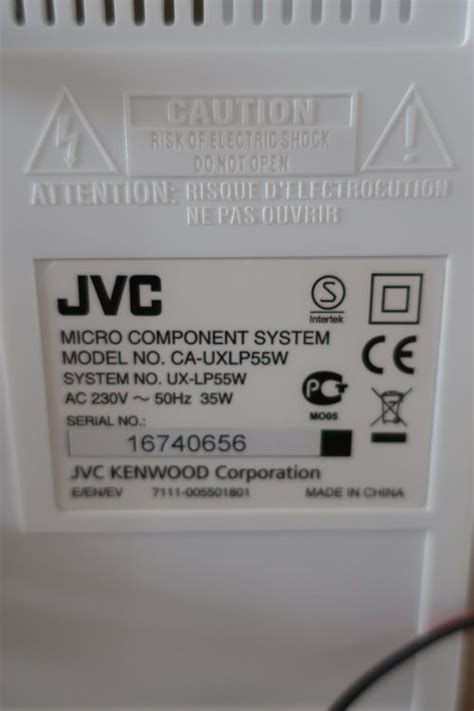 CAUTION
RISK OF ELECTRIC SHOCK
DO NOT OPEN
ATTENTION: RISQUE D'ELECTROCUTION
NE PAS OUVRIR
JVC
S
Intertek
MICRO COMPONENT SYSTEM
MODEL NO. CA-UXLP55W
SYSTEM NO. UX-LP55W
AC 230V ~ 50Hz 35W
CE
PCT
MO05
SERIAL NO.:
16740656
JVC KENWOOD Corporation
E/EN/EV 7111-005501801 MADE IN CHINA